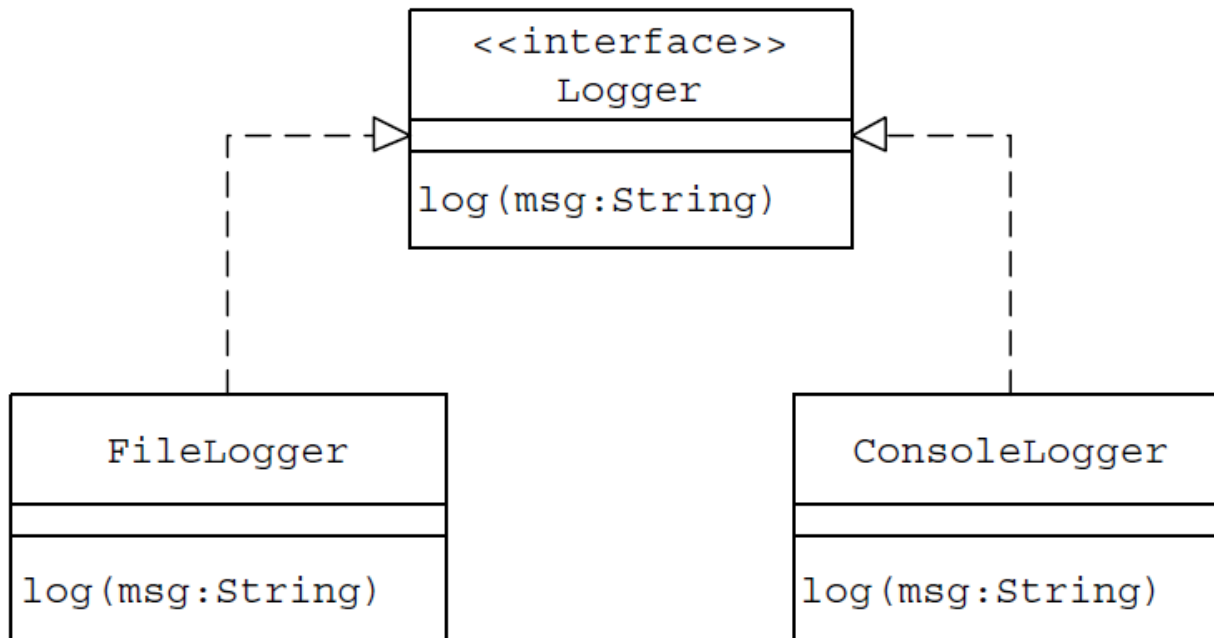 <<interface>>
Logger
log(msg:String)
FileLogger
log(msg:String)
ConsoleLogger
log(msg:String)